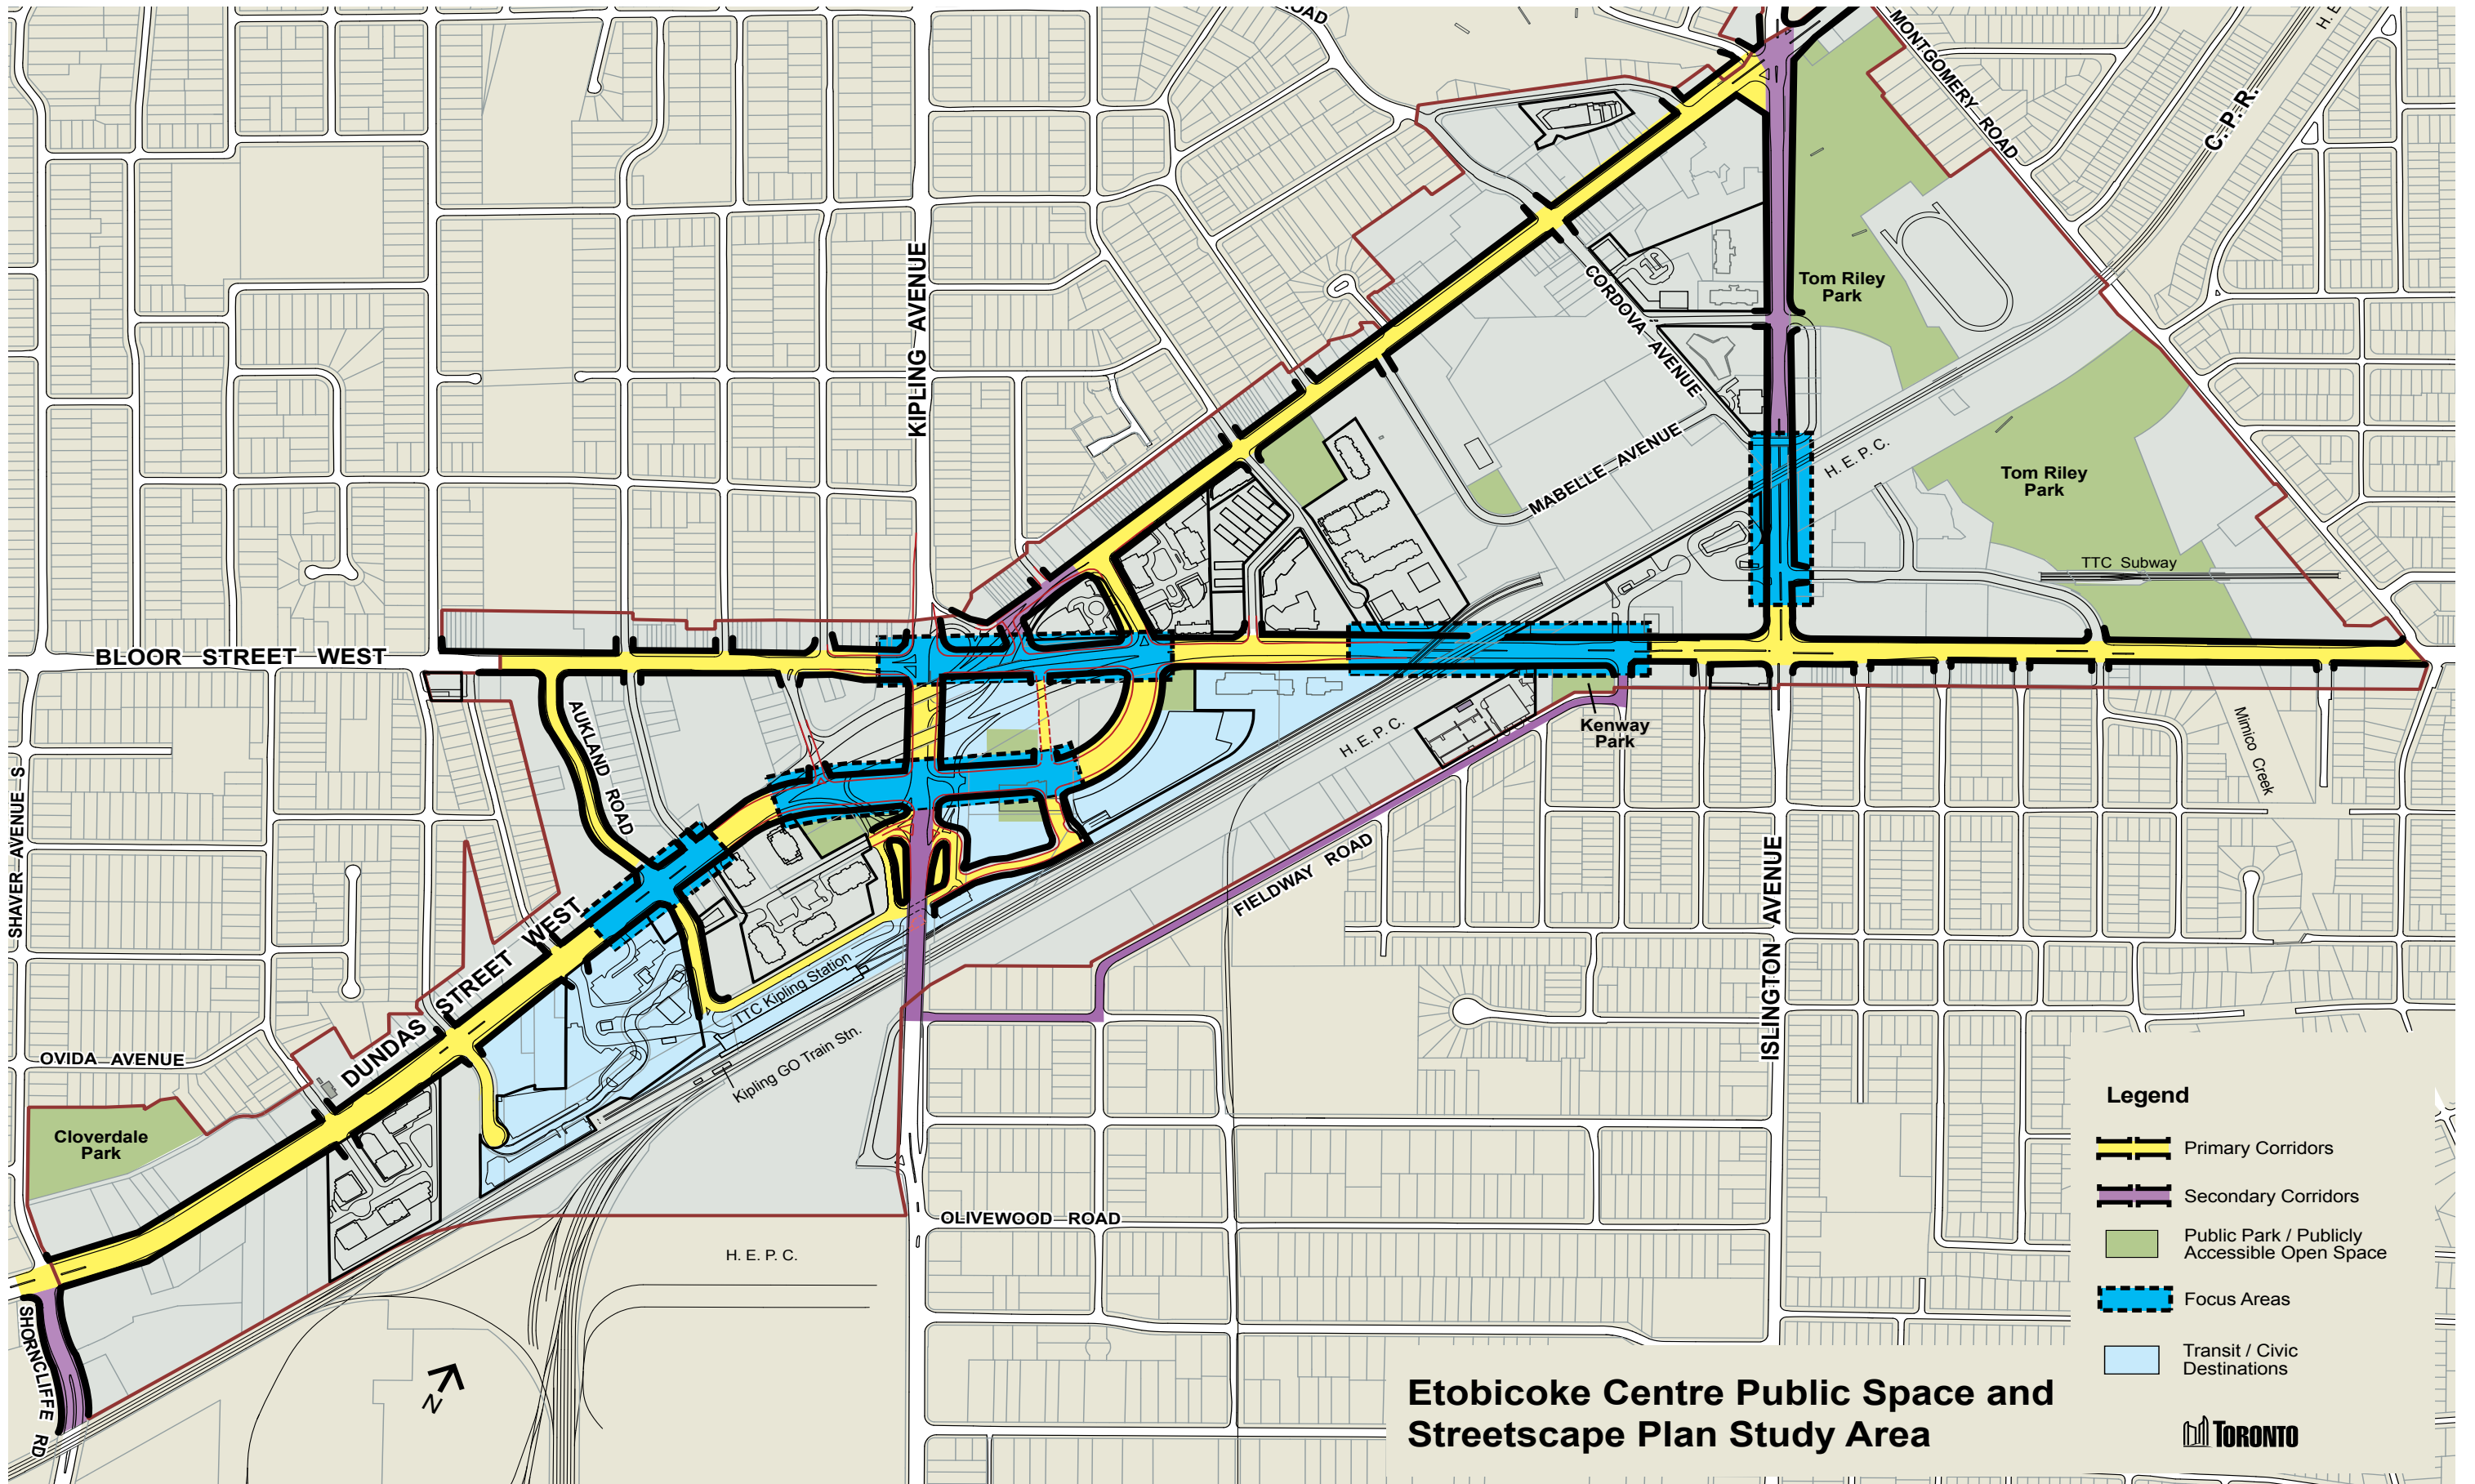 OAD
MONTGOMERY ROAD
H. E.
C. P. R.
KIPLING AVENUE
CORDOVA AVENUE
Tom Riley
Park
MABELLE AVENUE
H. E. P. C.
Tom Riley
Park
TTC Subway
BLOOR STREET WEST
AUKLAND ROAD
Kenway
Park
H. E. P. C.
Mimico Creek
SHAVER AVENUE S
FIELDWAY ROAD
ISLINGTON AVENUE
DUNDAS STREET WEST
TTC Kipling Station
Kipling GO Train Stn.
OVIDA AVENUE
Cloverdale
Park
OLIVEWOOD ROAD
H. E. P. C.
SHORNCLIFFE RD
N
Legend
Primary Corridors
Secondary Corridors
Public Park / Publicly
Accessible Open Space
Focus Areas
Transit / Civic
Destinations
Etobicoke Centre Public Space and
Streetscape Plan Study Area
TORONTO